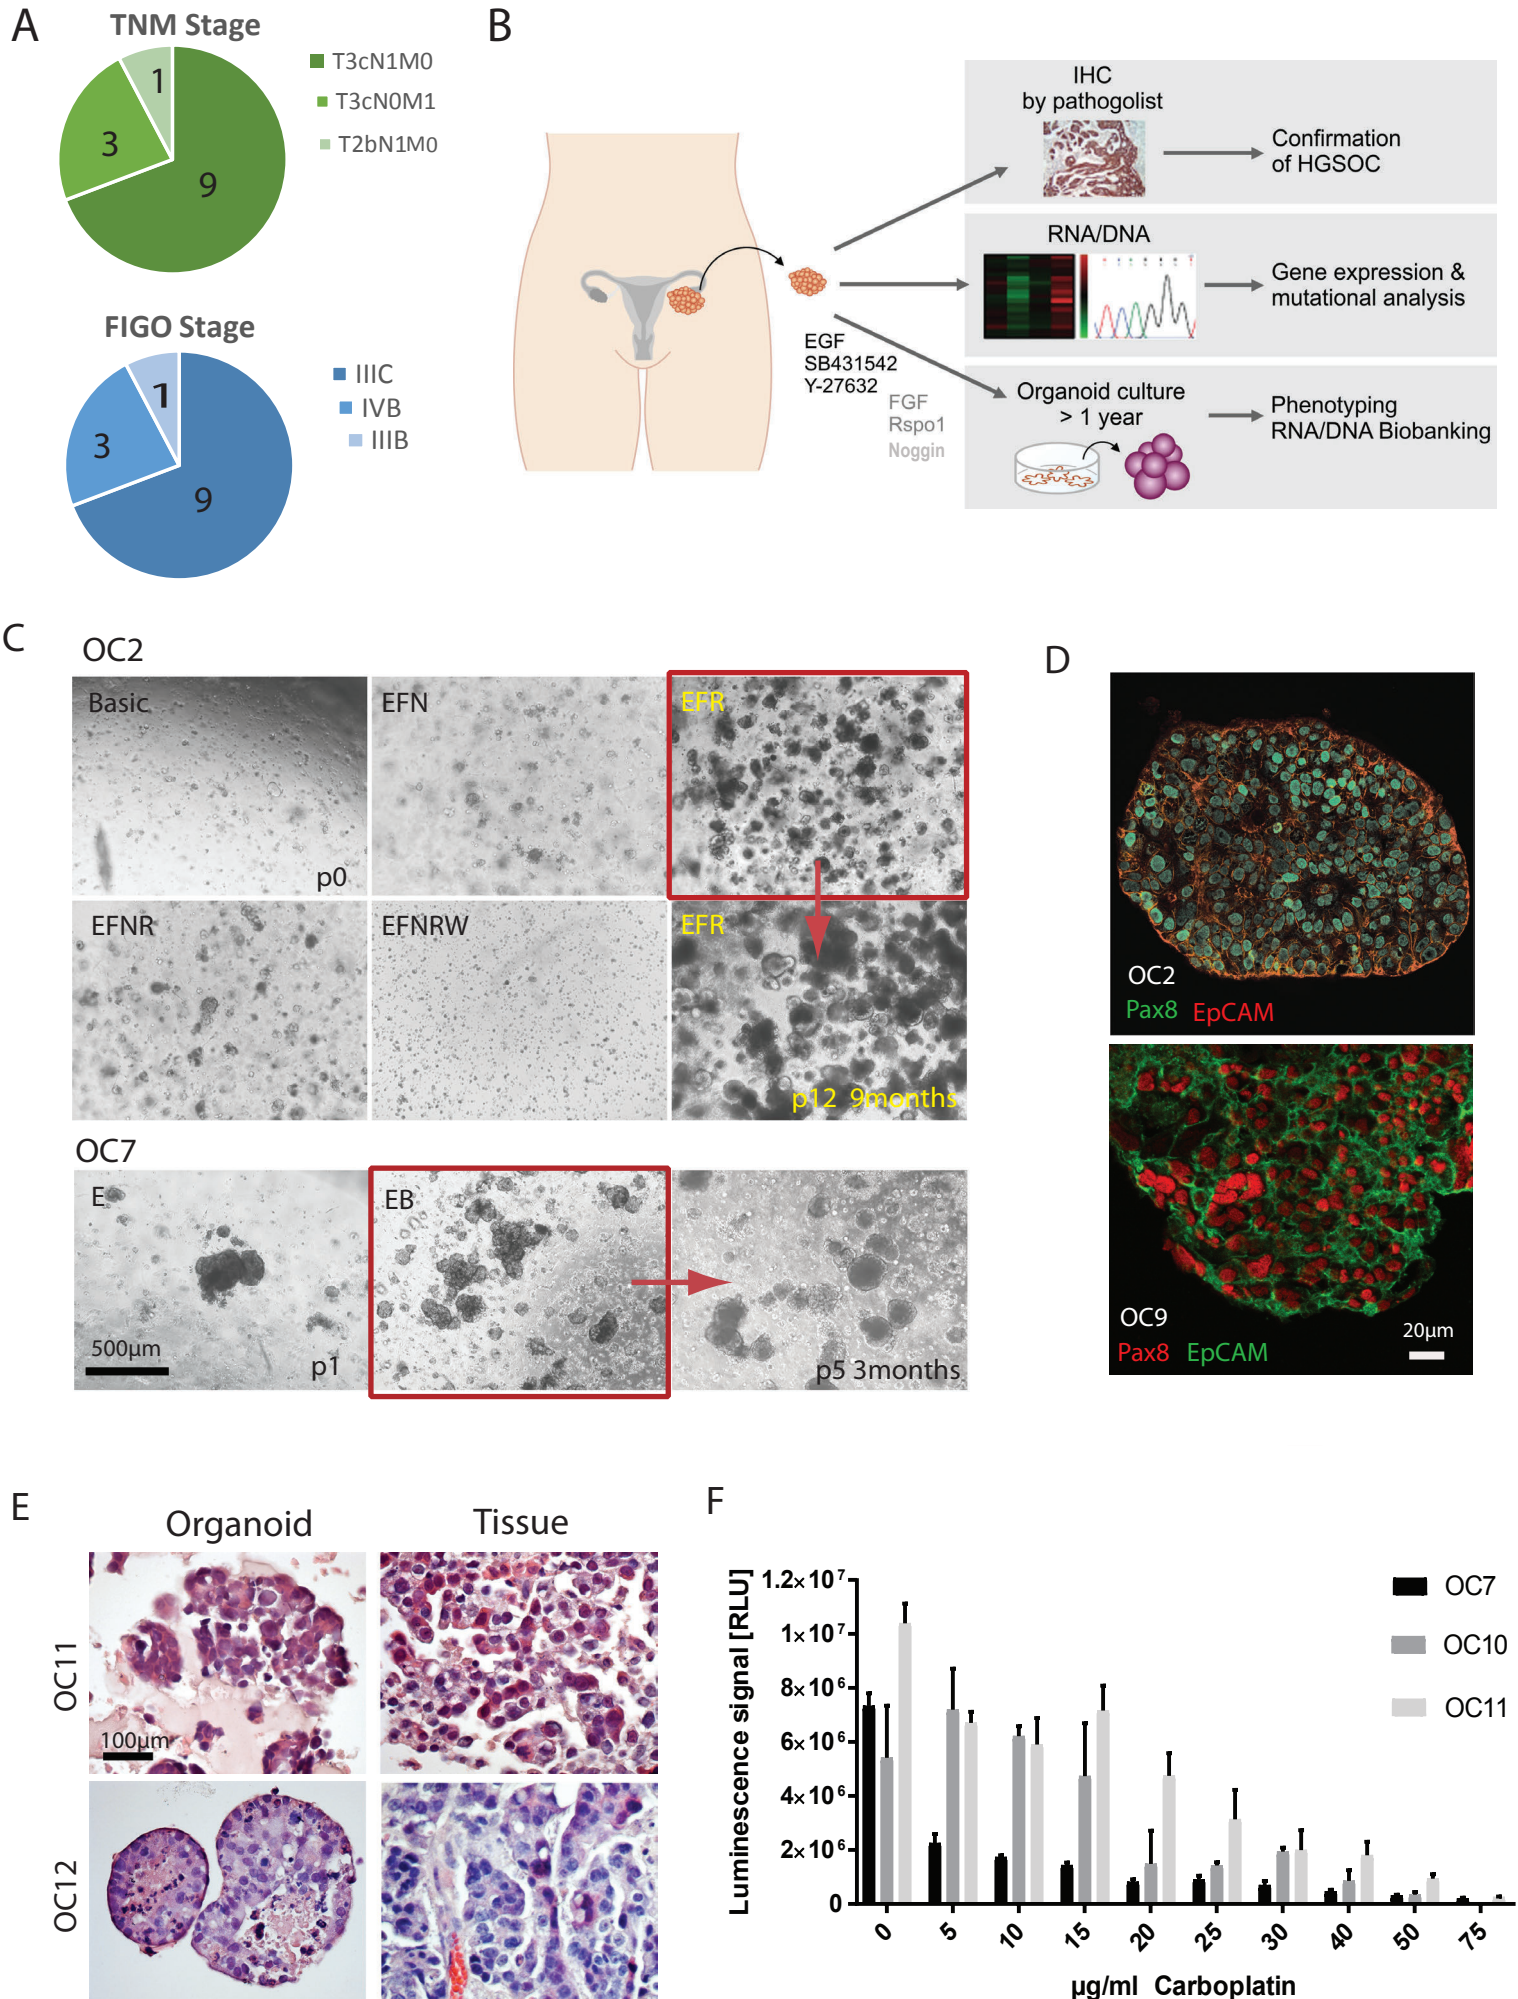 A
TNM Stage
1
3
9
T3cN1M0
T3cN0M1
T2bN1M0
FIGO Stage
1
3
9
IIIC
IVB
IIIB
B
IHC
by pathogolist
Confirmation
of HGSOC
RNA/DNA
Gene expression &
mutational analysis
EGF
SB431542
Y-27632
FGF
Rspo1
Noggin
Organoid culture
> 1 year
Phenotyping
RNA/DNA Biobanking
C
OC2
Basic
p0
EFN
EFR
EFNR
EFNRW
EFR
p12 9months
OC7
E
500µm
p1
EB
p5 3months
D
OC2
Pax8 EpCAM
OC9
Pax8 EpCAM
20µm
E
Organoid
Tissue
OC11
100µm
OC12
F
Luminescence signal [RLU]
1.2×10⁷
1×10⁷
8×10⁶
6×10⁶
4×10⁶
2×10⁶
0
0 5 10 15 20 25 30 40 50 75
µg/ml Carboplatin
OC7
OC10
OC11